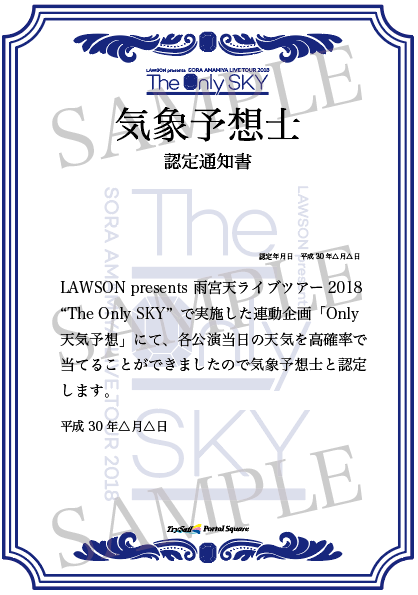 LAWSON presents SORA AMAMIYA LIVE TOUR 2018
The Only SKY
SAMPLE
気象予想士
認定通知書
The Only SKY
SORA AMAMIYA LIVE TOUR 2018
LAWSON presents
認定年月日　平成 30 年△月△日
LAWSON presents 雨宮天ライブツアー 2018
“The Only SKY” で実施した連動企画「Only
天気予想」にて、各公演当日の天気を高確率で
当てることができましたので気象予想士と認定
します。
SAMPLE
平成 30 年△月△日
SAMPLE
TrySail Portal Square